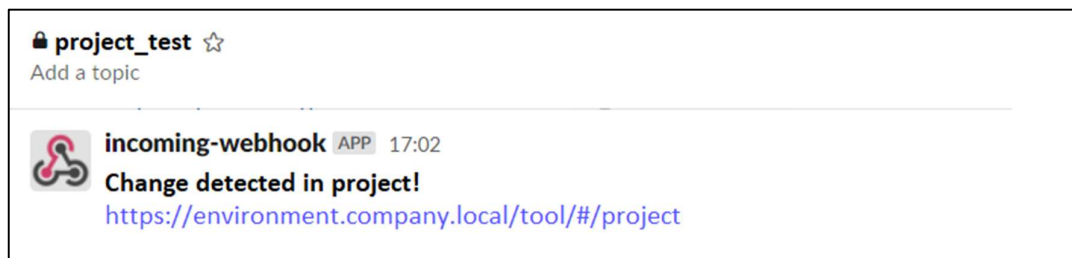 project_test
Add a topic
incoming-webhook APP 17:02
Change detected in project!
https://environment.company.local/tool/#/project